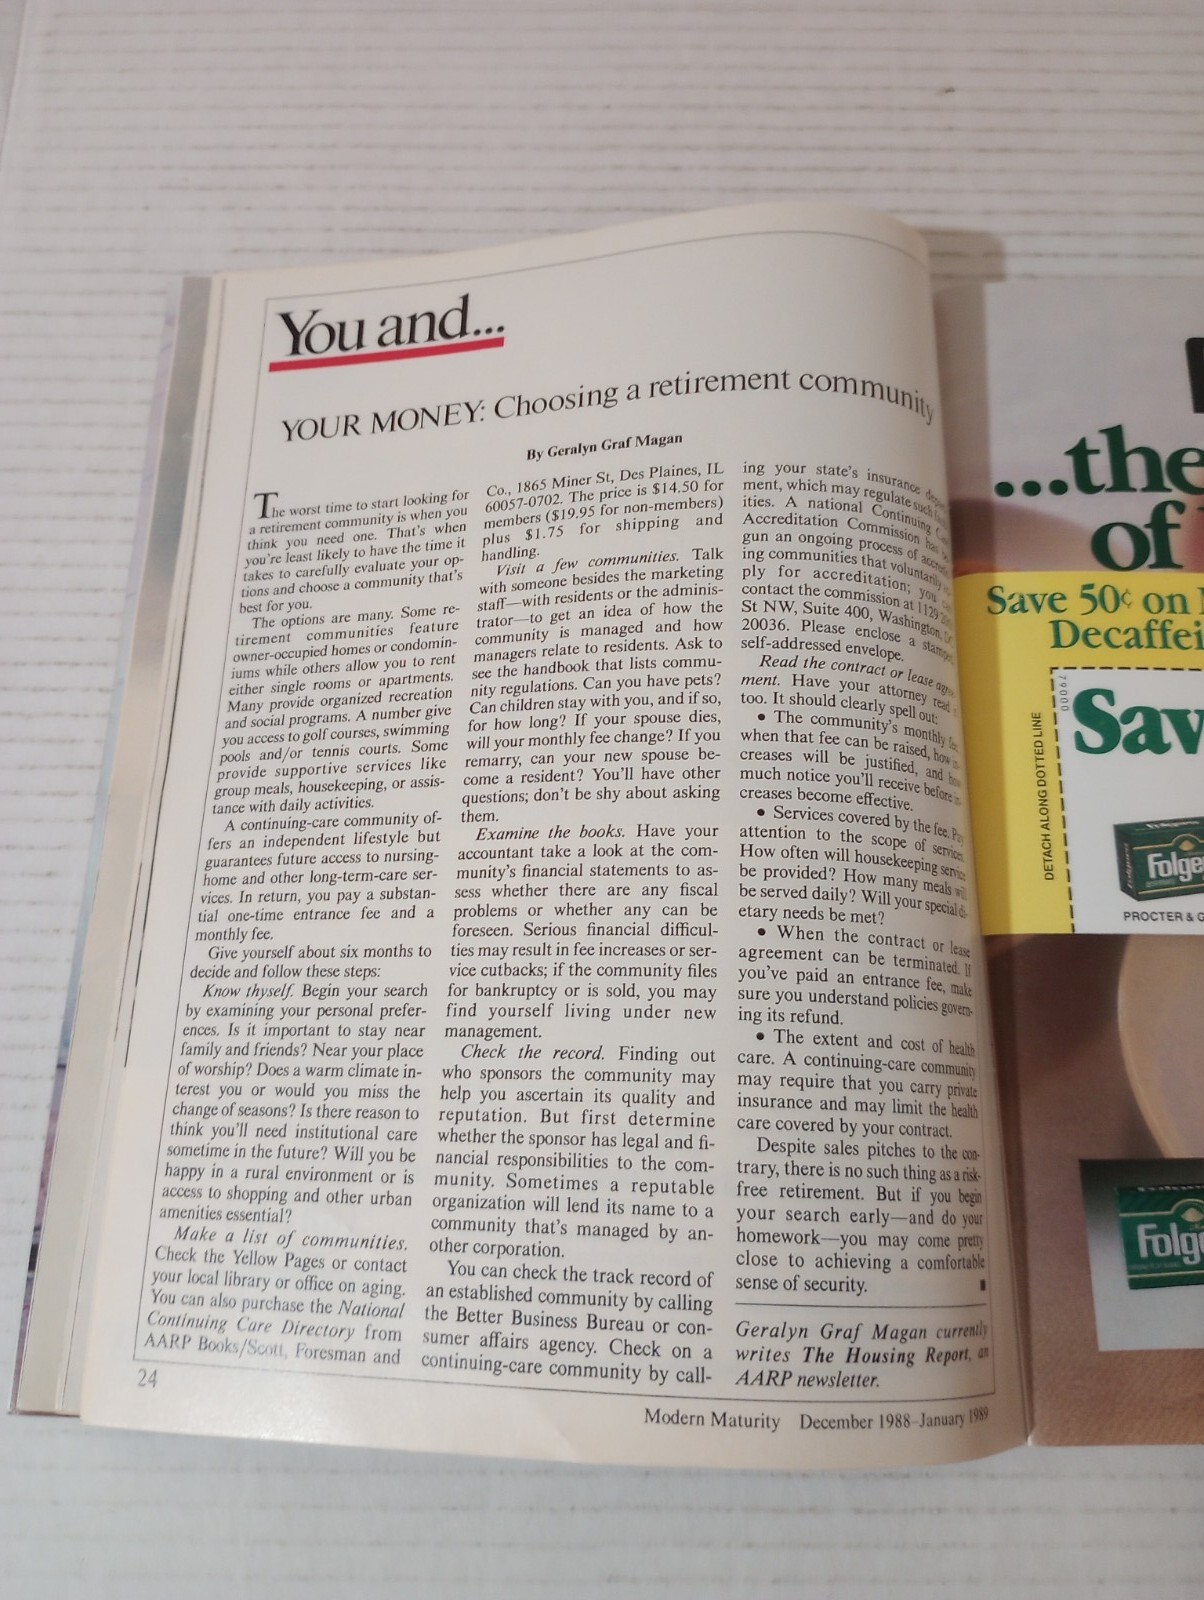 You and...
YOUR MONEY: Choosing a retirement community
By Geralyn Graf Magan
The worst time to start looking for
a retirement community is when you
think you need one. That's when
you're least likely to have the time it
takes to carefully evaluate your op-
tions and choose a community that's
best for you.
The options are many. Some re-
tirement communities feature
owner-occupied homes or condomin-
iums while others allow you to rent
either single rooms or apartments.
Many provide organized recreation
and social programs. A number give
you access to golf courses, swimming
pools and/or tennis courts. Some
provide supportive services like
group meals, housekeeping, or assis-
tance with daily activities.
A continuing-care community of-
fers an independent lifestyle but
guarantees future access to nursing-
home and other long-term-care ser-
vices. In return, you pay a substan-
tial one-time entrance fee and a
monthly fee.
Give yourself about six months to
decide and follow these steps:
Know thyself. Begin your search
by examining your personal prefer-
ences. Is it important to stay near
family and friends? Near your place
of worship? Does a warm climate in-
terest you or would you miss the
change of seasons? Is there reason to
think you'll need institutional care
sometime in the future? Will you be
happy in a rural environment or is
access to shopping and other urban
amenities essential?
Make a list of communities.
Check the Yellow Pages or contact
your local library or office on aging.
You can also purchase the National
Continuing Care Directory from
AARP Books/Scott, Foresman and
Co., 1865 Miner St, Des Plaines, IL
60057-0702. The price is $14.50 for
members ($19.95 for non-members)
plus $1.75 for shipping and
handling.
Visit a few communities. Talk
with someone besides the marketing
staff—with residents or the adminis-
trator—to get an idea of how the
community is managed and how
managers relate to residents. Ask to
see the handbook that lists commu-
nity regulations. Can you have pets?
Can children stay with you, and if so,
for how long? If your spouse dies,
will your monthly fee change? If you
remarry, can your new spouse be-
come a resident? You'll have other
questions; don't be shy about asking
them.
Examine the books. Have your
accountant take a look at the com-
munity's financial statements to as-
sess whether there are any fiscal
problems or whether any can be
foreseen. Serious financial difficul-
ties may result in fee increases or ser-
vice cutbacks; if the community files
for bankruptcy or is sold, you may
find yourself living under new
management.
Check the record. Finding out
who sponsors the community may
help you ascertain its quality and
reputation. But first determine
whether the sponsor has legal and fi-
nancial responsibilities to the com-
munity. Sometimes a reputable
organization will lend its name to a
community that's managed by an-
other corporation.
You can check the track record of
an established community by calling
the Better Business Bureau or con-
sumer affairs agency. Check on a
continuing-care community by call-
ing your state's insurance depart-
ment, which may regulate such
ities. A national Continuing Care
Accreditation Commission has be-
gun an ongoing process of accredit-
ing communities that voluntarily ap-
ply for accreditation; you can
contact the commission at 1129 20th
St NW, Suite 400, Washington, DC
20036. Please enclose a stamped,
self-addressed envelope.
Read the contract or lease agree-
ment. Have your attorney read it
too. It should clearly spell out:
• The community's monthly fee,
when that fee can be raised, how in-
creases will be justified, and how
much notice you'll receive before in-
creases become effective.
• Services covered by the fee. Pay
attention to the scope of services.
How often will housekeeping service
be provided? How many meals will
be served daily? Will your special di-
etary needs be met?
• When the contract or lease
agreement can be terminated. If
you've paid an entrance fee, make
sure you understand policies govern-
ing its refund.
• The extent and cost of health
care. A continuing-care community
may require that you carry private
insurance and may limit the health
care covered by your contract.
Despite sales pitches to the con-
trary, there is no such thing as a risk-
free retirement. But if you begin
your search early—and do your
homework—you may come pretty
close to achieving a comfortable
sense of security.
Geralyn Graf Magan currently
writes The Housing Report, an
AARP newsletter.
24
Modern Maturity December 1988-January 1989
...the
of
Save 50¢ on
Decaffei
DETACH ALONG DOTTED LINE
79000
Sav
Folge
PROCTER & G
Folg